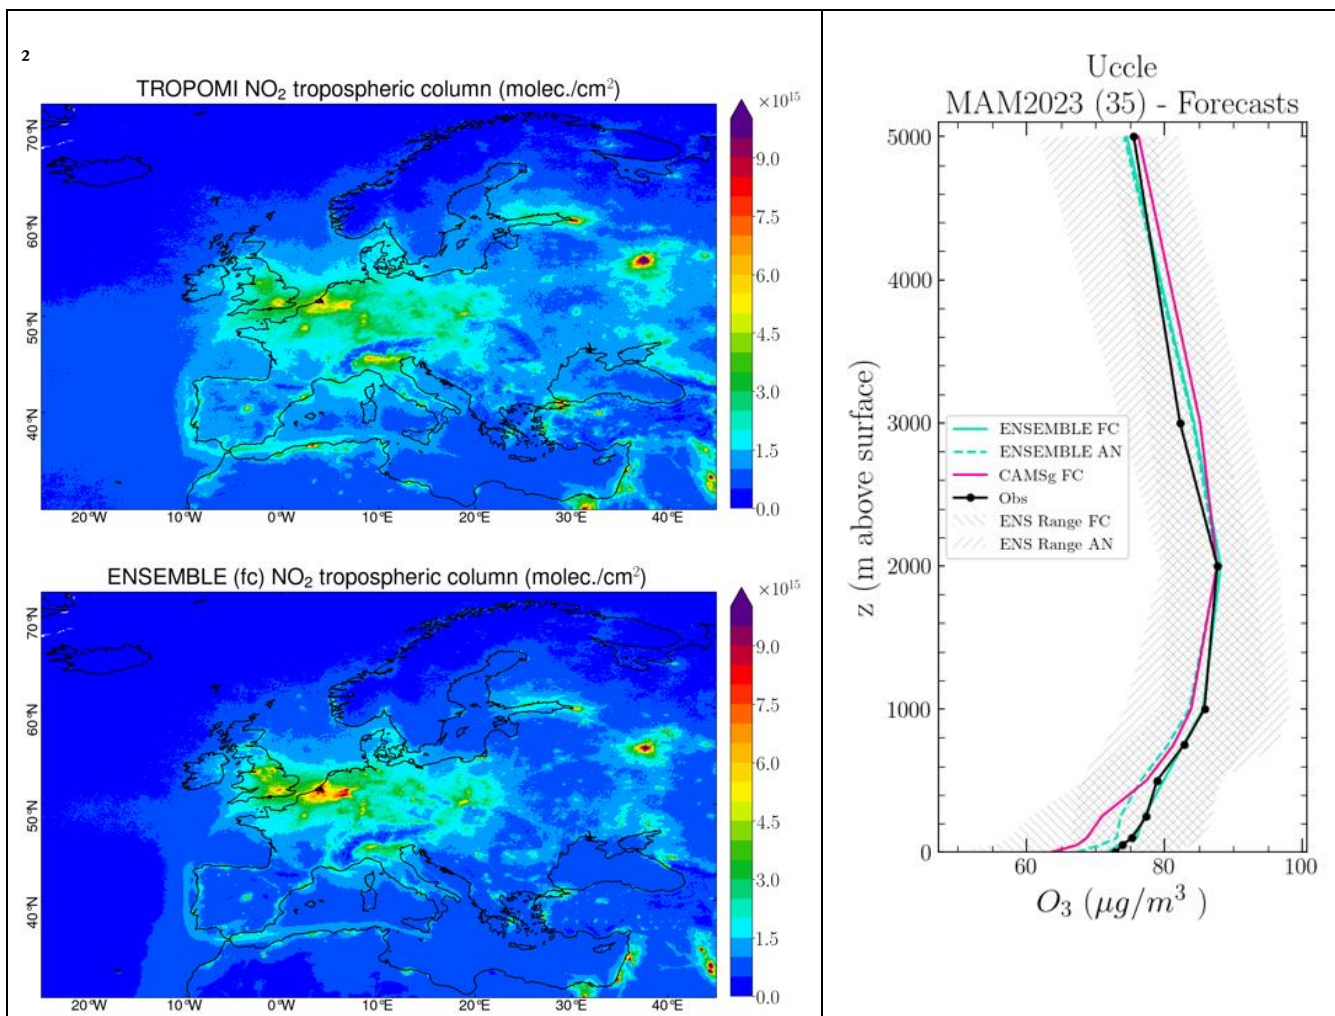 2
TROPOMI NO₂ tropospheric column (molec./cm²)
×10¹⁵
70°N
60°N
50°N
40°N
9.0
7.5
6.0
4.5
3.0
1.5
0.0
20°W 10°W 0°W 10°E 20°E 30°E 40°E
ENSEMBLE (fc) NO₂ tropospheric column (molec./cm²)
×10¹⁵
70°N
60°N
50°N
40°N
9.0
7.5
6.0
4.5
3.0
1.5
0.0
20°W 10°W 0°W 10°E 20°E 30°E 40°E
Uccle
MAM2023 (35) - Forecasts
5000
4000
3000
2000
1000
0
z (m above surface)
ENSEMBLE FC
ENSEMBLE AN
CAMSg FC
Obs
ENS Range FC
ENS Range AN
60 80 100
O₃ (μg/m³ )